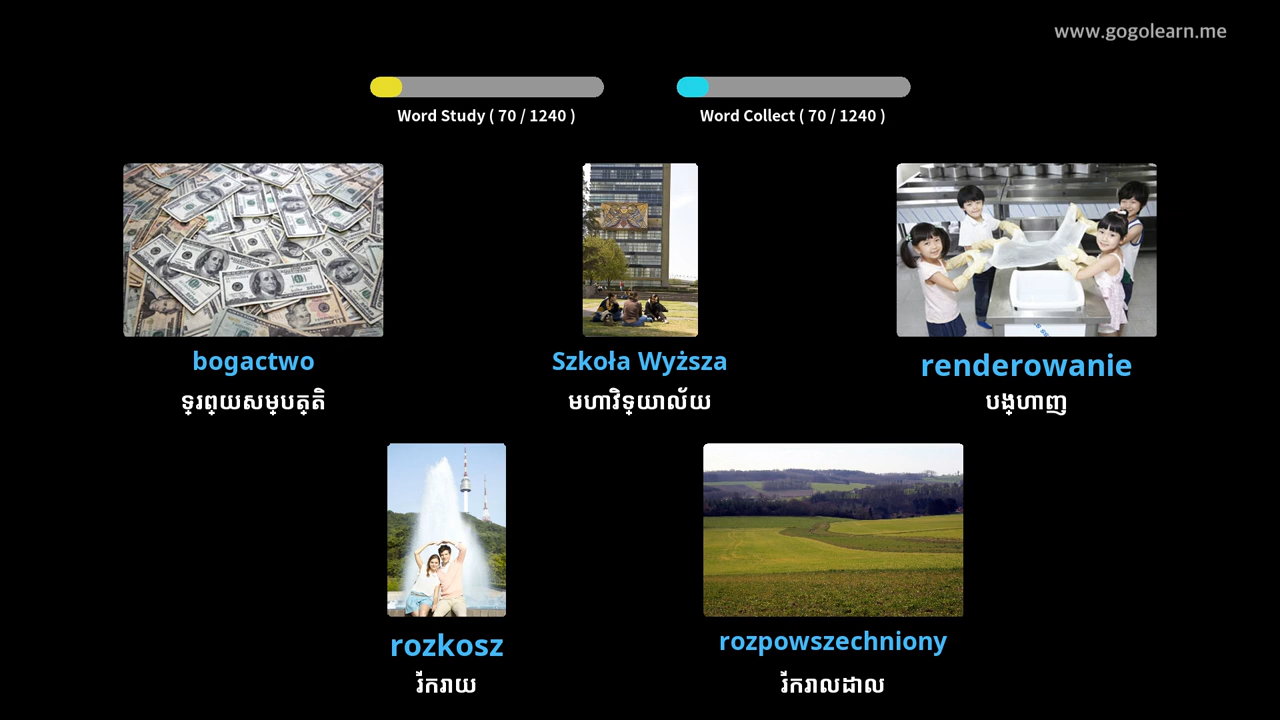 www.gogolearn.me
Word Study ( 70 / 1240 )
Word Collect ( 70 / 1240 )
bogactwo
Szkoła Wyższa
renderowanie
ទ្រព្យសម្បត្តិ
មហាវិទ្យាល័យ
បង្ហាញ
rozkosz
rozpowszechniony
រីករាយ
រីករាលដាល